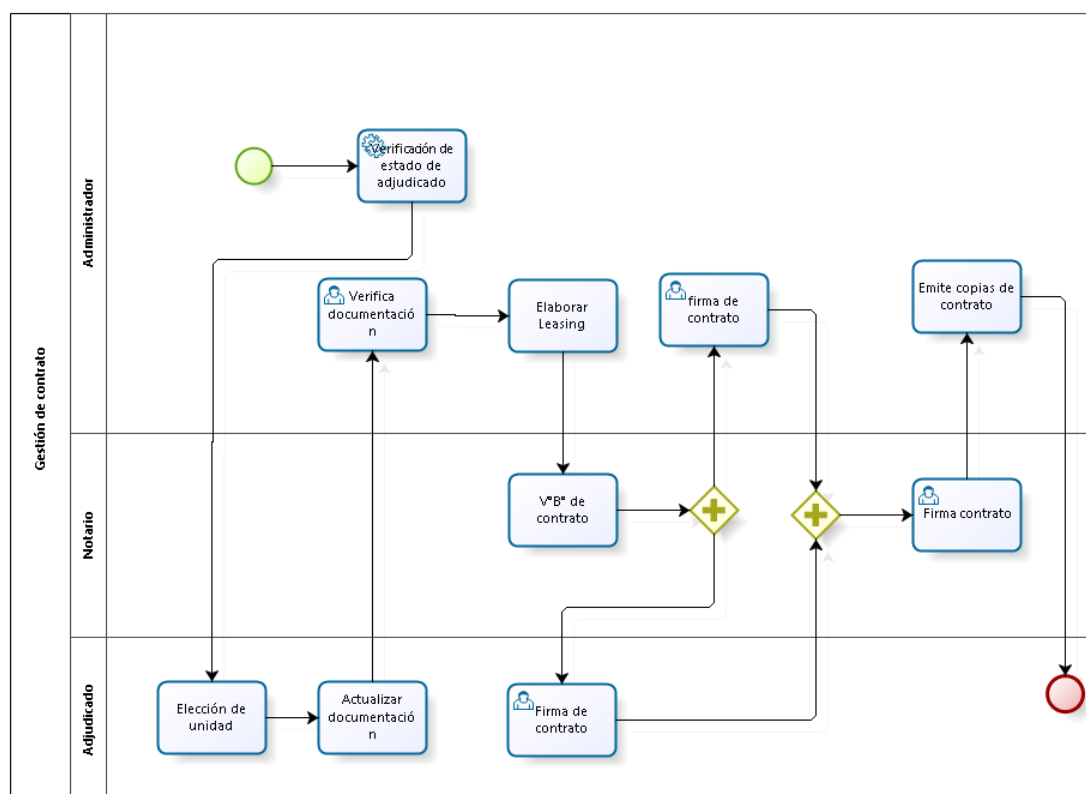 Gestión de contrato
Administrador
Verificación de
estado de
adjudicado
Verifica
documentació
n
Elaborar
Leasing
firma de
contrato
Emite copias de
contrato
Notario
V°B° de
contrato
Firma contrato
Adjudicado
Elección de
unidad
Actualizar
documentació
n
Firma de
contrato